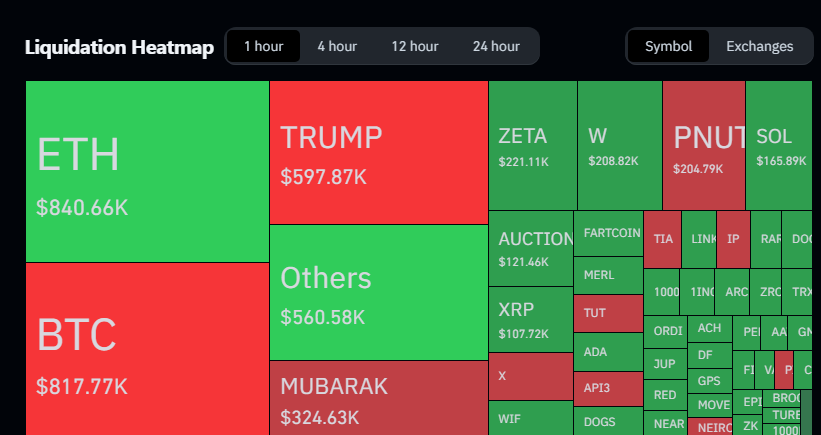 Liquidation Heatmap
1 hour
4 hour
12 hour
24 hour
Symbol
Exchanges
ETH
$840.66K
BTC
$817.77K
TRUMP
$597.87K
Others
$560.58K
MUBARAK
$324.63K
ZETA
$221.11K
W
$208.82K
PNUT
$204.79K
SOL
$165.89K
AUCTION
$121.46K
XRP
$107.72K
X
WIF
FARTCOIN
MERL
TUT
ADA
API3
DOGS
TIA
LINK
IP
RAR
DOG
1000
1INC
ARC
ZRC
TRX
ORDI
JUP
RED
NEAR
ACH
DF
GPS
MOVE
NEIRO
PEI
AA
GM
FI
P
C
EPI
ZK
BROC
TURE
1000